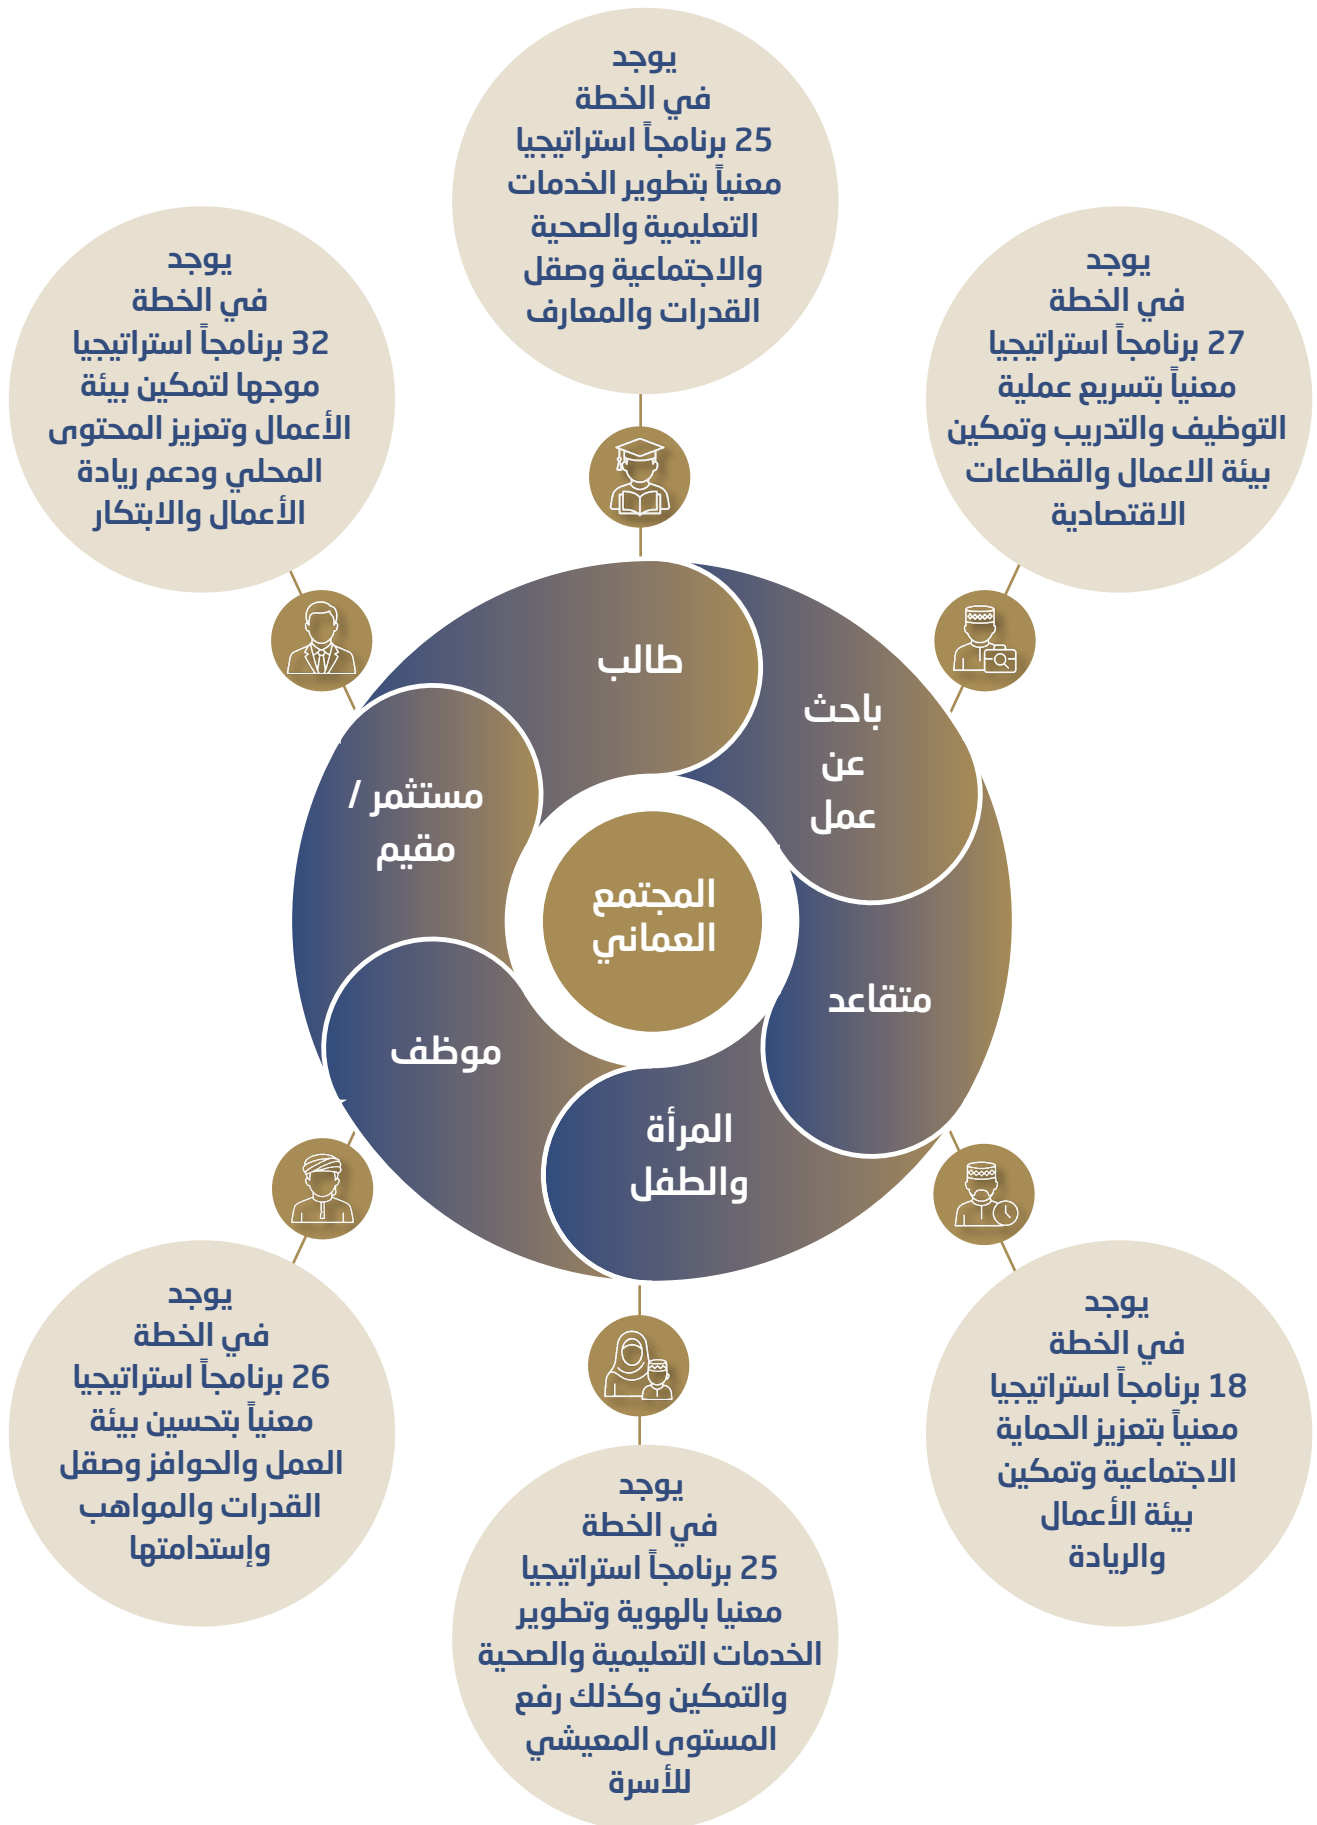 يوجد
في الخطة
25 برنامجاً استراتيجيا
معنياً بتطوير الخدمات
التعليمية والصحية
والاجتماعية وصقل
القدرات والمعارف
يوجد
في الخطة
27 برنامجاً استراتيجيا
معنياً بتسريع عملية
التوظيف والتدريب وتمكين
بيئة الاعمال والقطاعات
الاقتصادية
يوجد
في الخطة
32 برنامجاً استراتيجيا
موجها لتمكين بيئة
الأعمال وتعزيز المحتوى
المحلي ودعم ريادة
الأعمال والابتكار
طالب
باحث
عن
عمل
مستثمر /
مقيم
المجتمع
العماني
متقاعد
موظف
المرأة
والطفل
يوجد
في الخطة
18 برنامجاً استراتيجيا
معنياً بتعزيز الحماية
الاجتماعية وتمكين
بيئة الأعمال
والريادة
يوجد
في الخطة
26 برنامجاً استراتيجيا
معنياً بتحسين بيئة
العمل والحوافز وصقل
القدرات والمواهب
وإستدامتها
يوجد
في الخطة
25 برنامجاً استراتيجيا
معنيا بالهوية وتطوير
الخدمات التعليمية والصحية
والتمكين وكذلك رفع
المستوى المعيشي
للأسرة